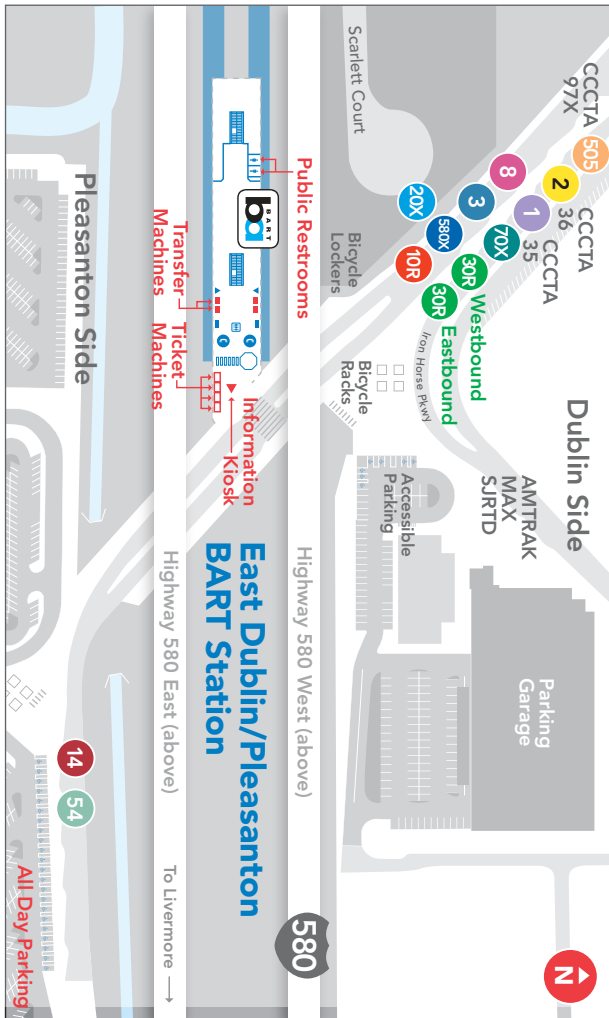 CCCTA
97X
505
CCCTA
36
2
CCCTA
35
1
8
3
70X
20X
580X
10R
30R
Westbound
30R
Eastbound
Iron Horse Pkwy
Dublin Side
AMTRAK
MAX
SJRTD
Parking
Garage
N
Scarlett Court
Bicycle
Lockers
Bicycle
Racks
Accessible
Parking
Highway 580 West (above)
580
Public Restrooms
BART
ba
Transfer
Machines
Ticket
Machines
Information
Kiosk
East Dublin/Pleasanton
BART Station
Highway 580 East (above)
To Livermore
Pleasanton Side
14
54
All Day Parking